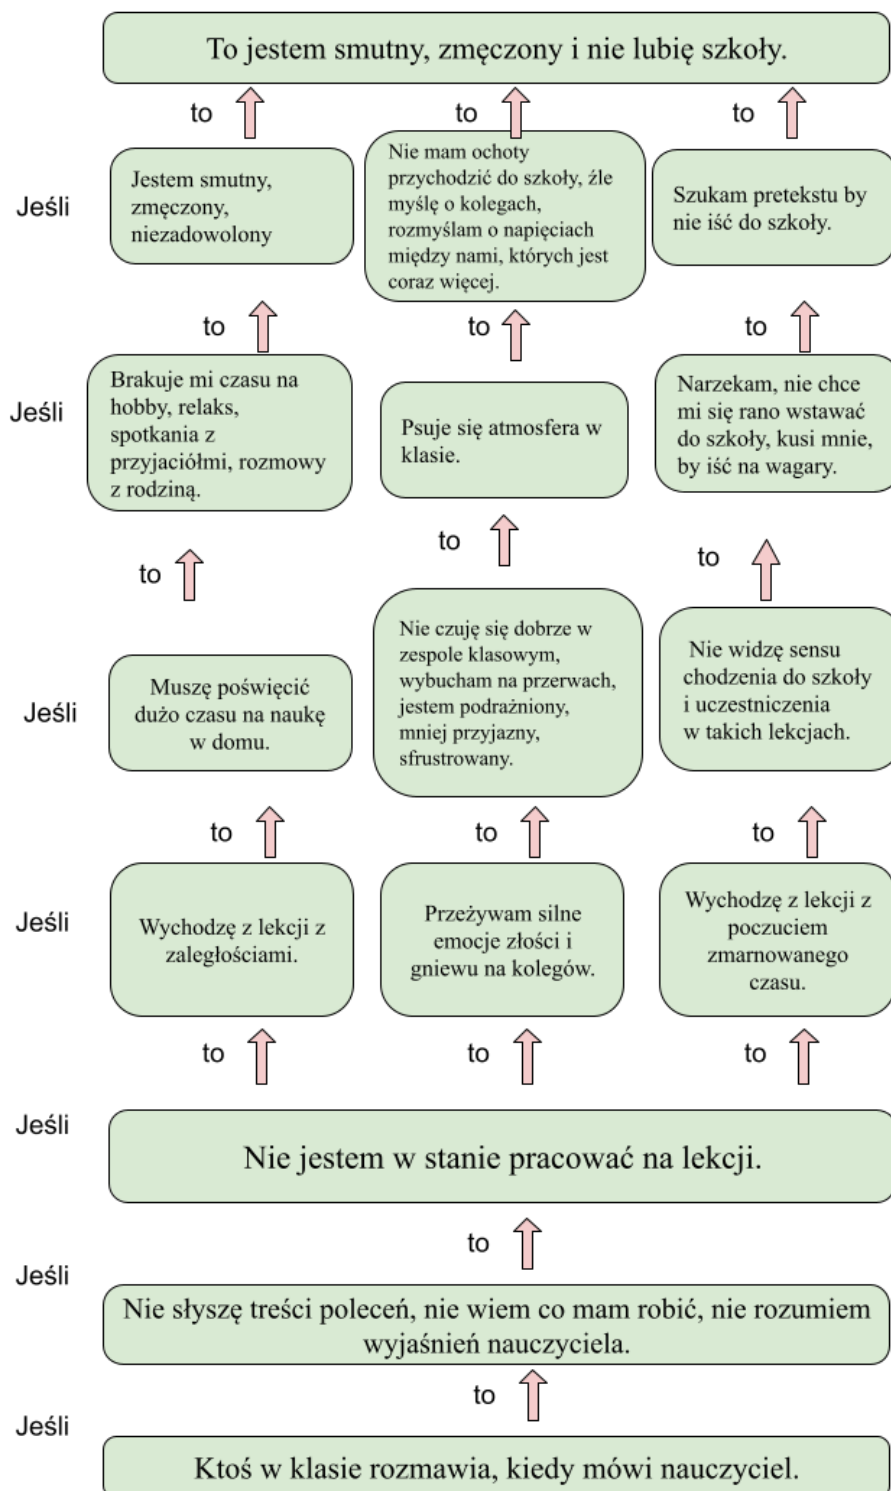 To jestem smutny, zmęczony i nie lubię szkoły.
to
to
to
Jeśli
Jestem smutny,
zmęczony,
niezadowolony
Nie mam ochoty
przychodzić do szkoły, źle
myślę o kolegach,
rozmyślam o napięciach
między nami, których jest
coraz więcej.
Szukam pretekstu by
nie iść do szkoły.
to
to
to
Jeśli
Brakuje mi czasu na
hobby, relaks,
spotkania z
przyjaciółmi, rozmowy
z rodziną.
Psuje się atmosfera w
klasie.
Narzekam, nie chce
mi się rano wstawać
do szkoły, kusi mnie,
by iść na wagary.
to
to
to
Jeśli
Muszę poświęcić
dużo czasu na naukę
w domu.
Nie czuję się dobrze w
zespole klasowym,
wybucham na przerwach,
jestem podrażniony,
mniej przyjazny,
sfrustrowany.
Nie widzę sensu
chodzenia do szkoły
i uczestniczenia
w takich lekcjach.
to
to
to
Jeśli
Wychodzę z lekcji z
zaległościami.
Przeżywam silne
emocje złości i
gniewu na kolegów.
Wychodzę z lekcji z
poczuciem
zmarnowanego
czasu.
to
to
to
Jeśli
Nie jestem w stanie pracować na lekcji.
to
Jeśli
Nie słyszę treści poleceń, nie wiem co mam robić, nie rozumiem
wyjaśnień nauczyciela.
to
Jeśli
Ktoś w klasie rozmawia, kiedy mówi nauczyciel.